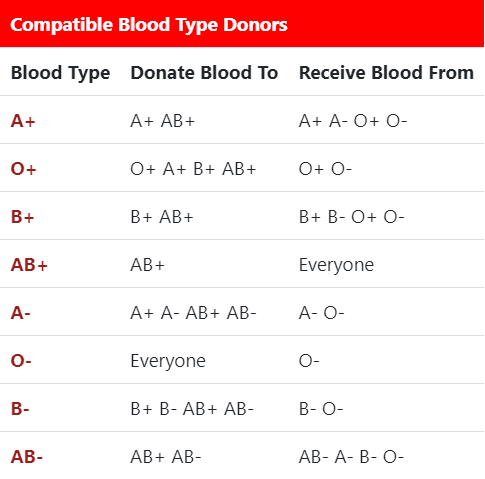 Compatible Blood Type Donors
Blood Type Donate Blood To Receive Blood From
A+ A+ AB+ A+ A- O+ O-
O+ O+ A+ B+ AB+ O+ O-
B+ B+ AB+ B+ B- O+ O-
AB+ AB+ Everyone
A- A+ A- AB+ AB- A- O-
O- Everyone O-
B- B+ B- AB+ AB- B- O-
AB- AB+ AB- AB- A- B- O-